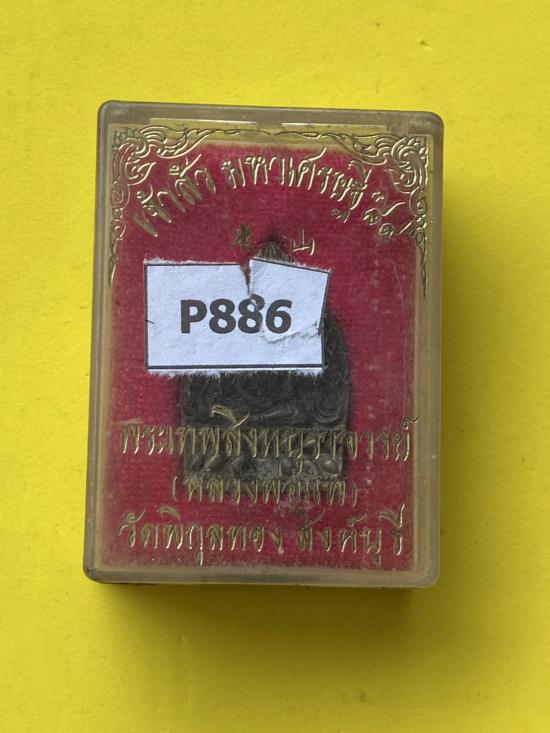 เจ้าสัว มหาเศรษฐี ๕๑
P886
พระเทพสิงหบุราจารย์
(หลวงพ่อแพ)
วัดพิกุลทอง สิงห์บุรี